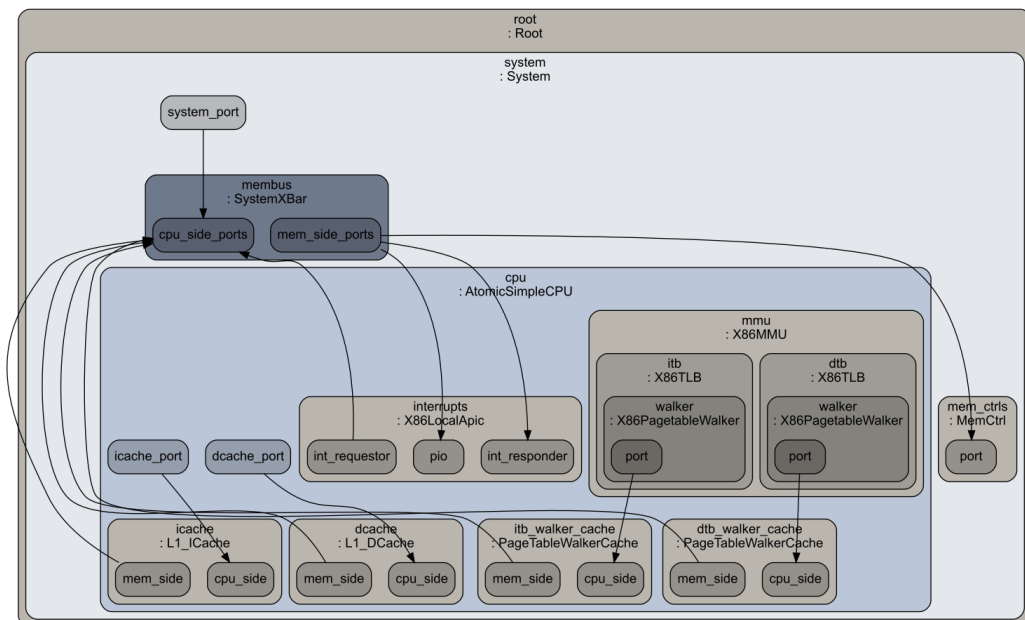 root
: Root
system
: System
system_port
membus
: SystemXBar
cpu_side_ports
mem_side_ports
cpu
: AtomicSimpleCPU
mmu
: X86MMU
itb
: X86TLB
dtb
: X86TLB
interrupts
: X86LocalApic
walker
: X86PagetableWalker
walker
: X86PagetableWalker
mem_ctrls
: MemCtrl
icache_port
dcache_port
int_requestor
pio
int_responder
port
port
port
icache
: L1_ICache
dcache
: L1_DCache
itb_walker_cache
: PageTableWalkerCache
dtb_walker_cache
: PageTableWalkerCache
mem_side
cpu_side
mem_side
cpu_side
mem_side
cpu_side
mem_side
cpu_side